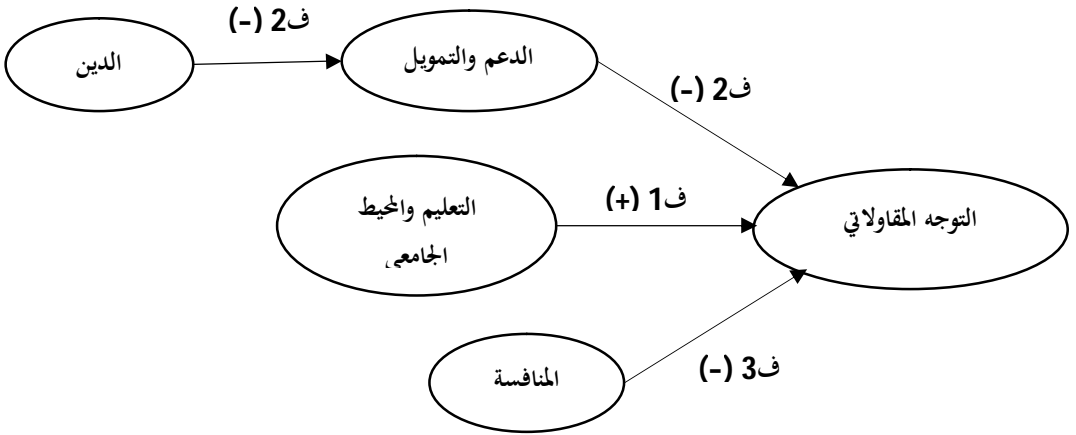 ف2 (-)
الدين
الدعم والتمويل
ف2 (-)
التعليم والمحيط
الجامعي
ف1 (+)
التوجه المقاولاتي
المنافسة
ف3 (-)